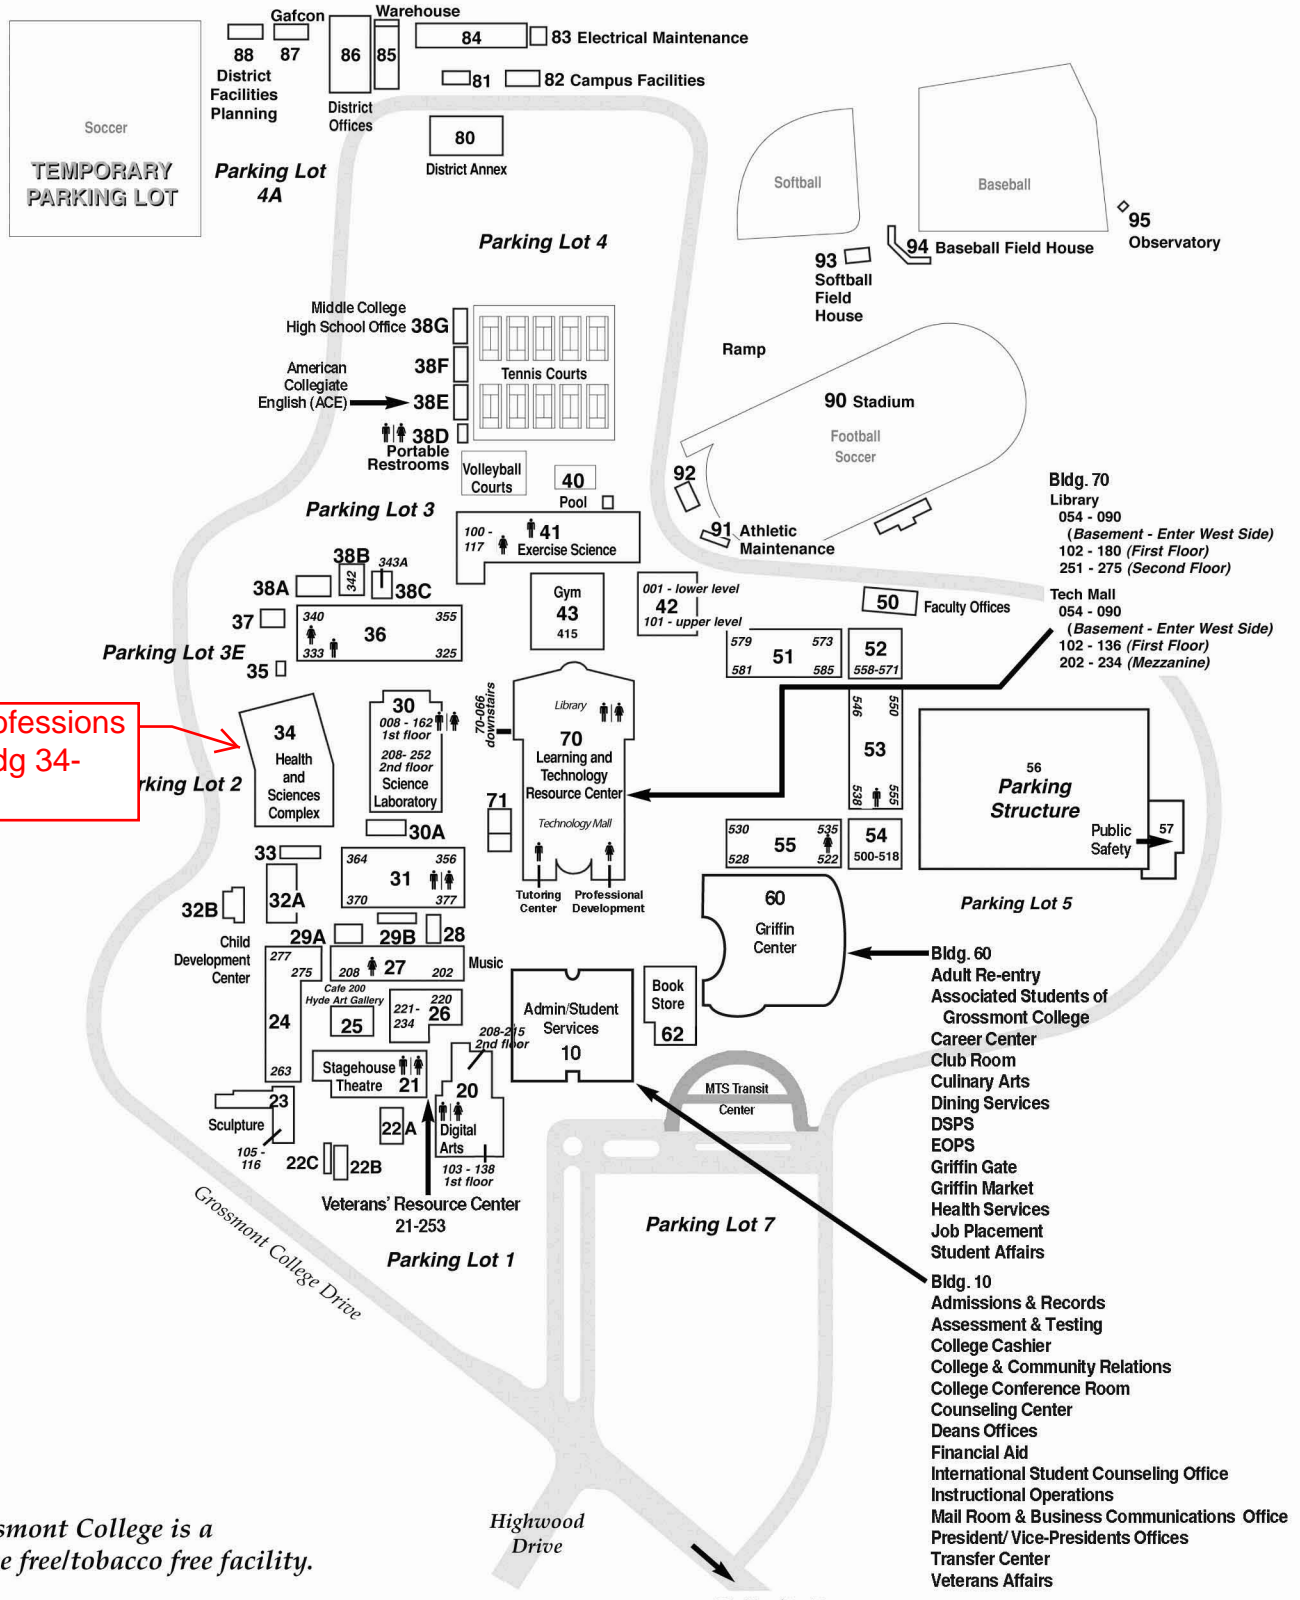 Gafcon
Warehouse
88
87
86
85
84
83 Electrical Maintenance
District
Facilities
Planning
District
Offices
81
82 Campus Facilities
80
District Annex
Soccer
TEMPORARY
PARKING LOT
Parking Lot
4A
Parking Lot 4
Softball
Baseball
95
Observatory
94 Baseball Field House
93
Softball
Field
House
Middle College
High School Office 38G
38F
American
Collegiate
English (ACE)
38E
38D
Portable
Restrooms
Tennis Courts
Volleyball
Courts
40
Pool
Ramp
90 Stadium
Football
Soccer
92
91 Athletic
Maintenance
Parking Lot 3
100 -
117
41
Exercise Science
Bldg. 70
Library
054 - 090
(Basement - Enter West Side)
102 - 180 (First Floor)
251 - 275 (Second Floor)
Tech Mall
054 - 090
(Basement - Enter West Side)
102 - 136 (First Floor)
202 - 234 (Mezzanine)
38B
342
343A
38A
38C
37
340
355
36
333
325
Gym
43
415
001 - lower level
42
101 - upper level
50 Faculty Offices
579
573
51
581
585
52
558-571
Parking Lot 3E
35
34
Health
and
Sciences
Complex
ofessions
dg 34-
rking Lot 2
30
008 - 162
1st floor
208- 252
2nd floor
Science
Laboratory
30A
70-066
downstairs
Library
70
Learning and
Technology
Resource Center
Technology Mall
71
Tutoring
Center
Professional
Development
546
550
53
538
555
56
Parking
Structure
Public
Safety
57
530
535
55
528
522
54
500-518
Parking Lot 5
33
32A
32B
364
356
31
370
377
Child
Development
Center
29A
29B
28
277
275
24
263
208
27
202
Music
Cafe 200
Hyde Art Gallery
25
221-
234
220
26
60
Griffin
Center
Book
Store
62
Admin/Student
Services
10
208-215
2nd floor
Stagehouse
Theatre
21
20
Digital
Arts
103 - 138
1st floor
23
Sculpture
105 -
116
22A
22C
22B
Veterans' Resource Center
21-253
MTS Transit
Center
Parking Lot 7
Parking Lot 1
Grossmont College Drive
Bldg. 60
Adult Re-entry
Associated Students of
Grossmont College
Career Center
Club Room
Culinary Arts
Dining Services
DSPS
EOPS
Griffin Gate
Griffin Market
Health Services
Job Placement
Student Affairs
Bldg. 10
Admissions & Records
Assessment & Testing
College Cashier
College & Community Relations
College Conference Room
Counseling Center
Deans Offices
Financial Aid
International Student Counseling Office
Instructional Operations
Mail Room & Business Communications Office
President/ Vice-Presidents Offices
Transfer Center
Veterans Affairs
Highwood
Drive
smont College is a
e free/tobacco free facility.